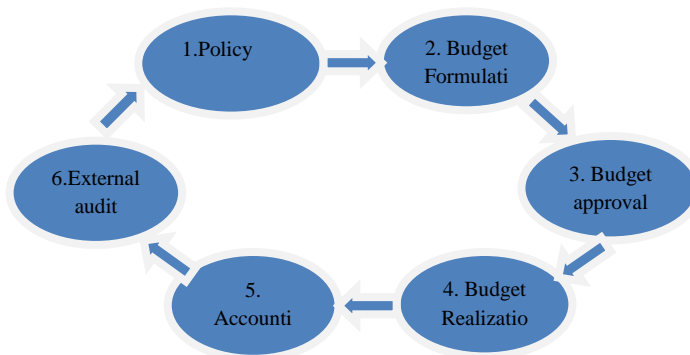 1.Policy
2. Budget
Formulati
3. Budget
approval
4. Budget
Realizatio
5.
Accounti
6.External
audit